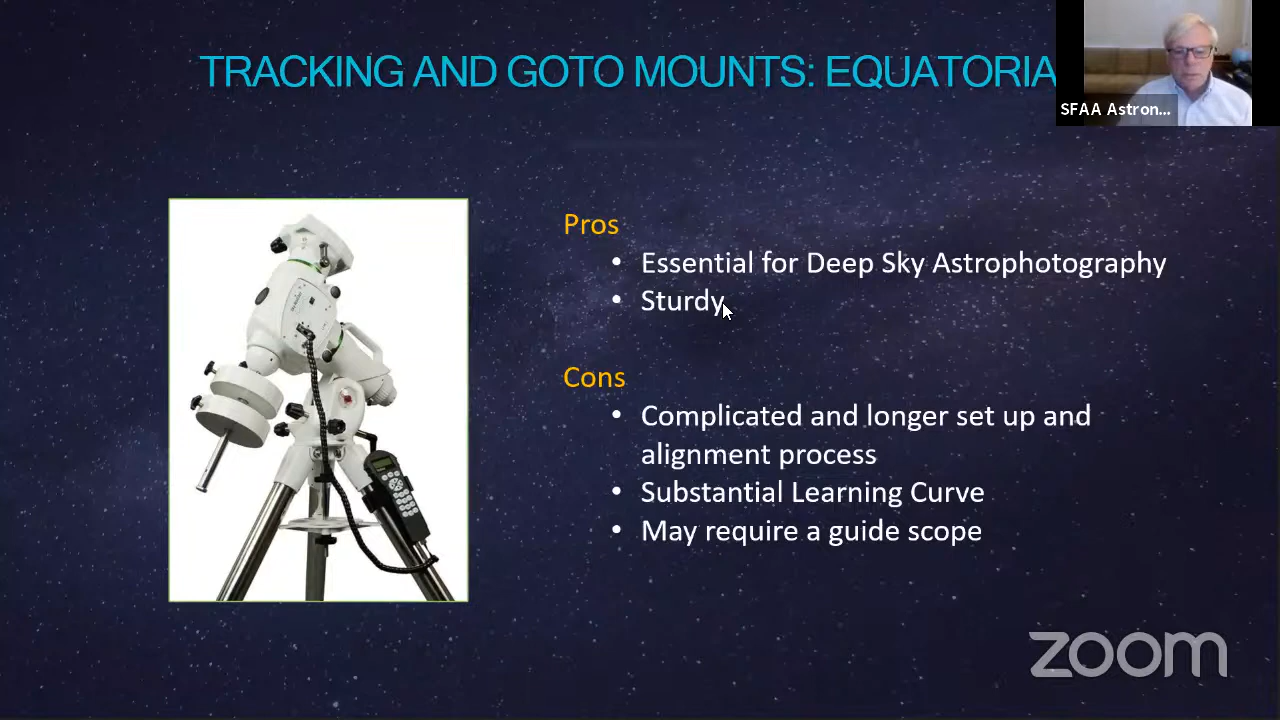 TRACKING AND GOTO MOUNTS: EQUATORIA
SFAA Astron...
Pros
• Essential for Deep Sky Astrophotography
• Sturdy
Cons
• Complicated and longer set up and
alignment process
• Substantial Learning Curve
• May require a guide scope
zoom